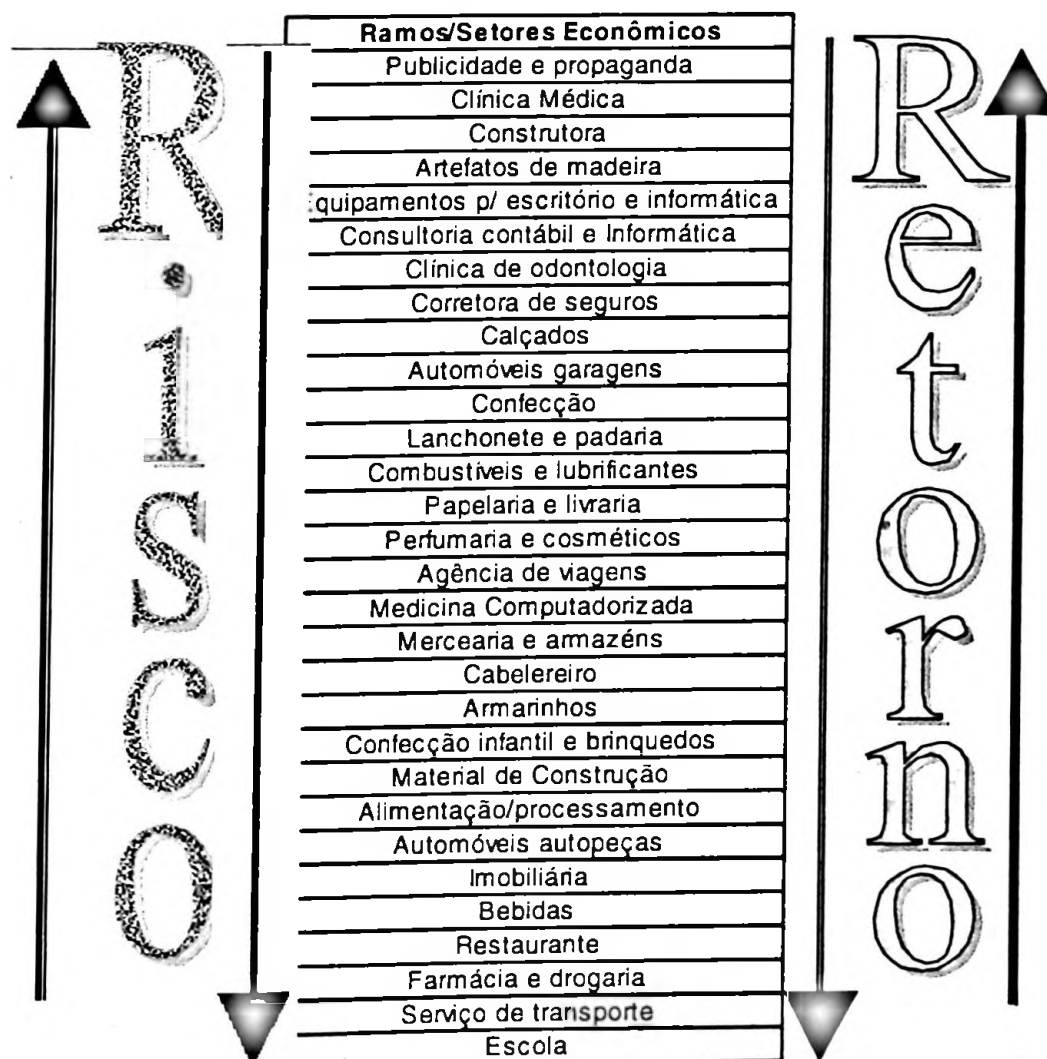 Risco
Ramos/Setores Econômicos
Publicidade e propaganda
Clínica Médica
Construtora
Artefatos de madeira
Equipamentos p/ escritório e informática
Consultoria contábil e Informática
Clínica de odontologia
Corretora de seguros
Calçados
Automóveis garagens
Confecção
Lanchonete e padaria
Combustíveis e lubrificantes
Papelaria e livraria
Perfumaria e cosméticos
Agência de viagens
Medicina Computadorizada
Mercearia e armazéns
Cabelereiro
Armarinhos
Confecção infantil e brinquedos
Material de Construção
Alimentação/processamento
Automóveis autopeças
Imobiliária
Bebidas
Restaurante
Farmácia e drogaria
Serviço de transporte
Escola
Retorno